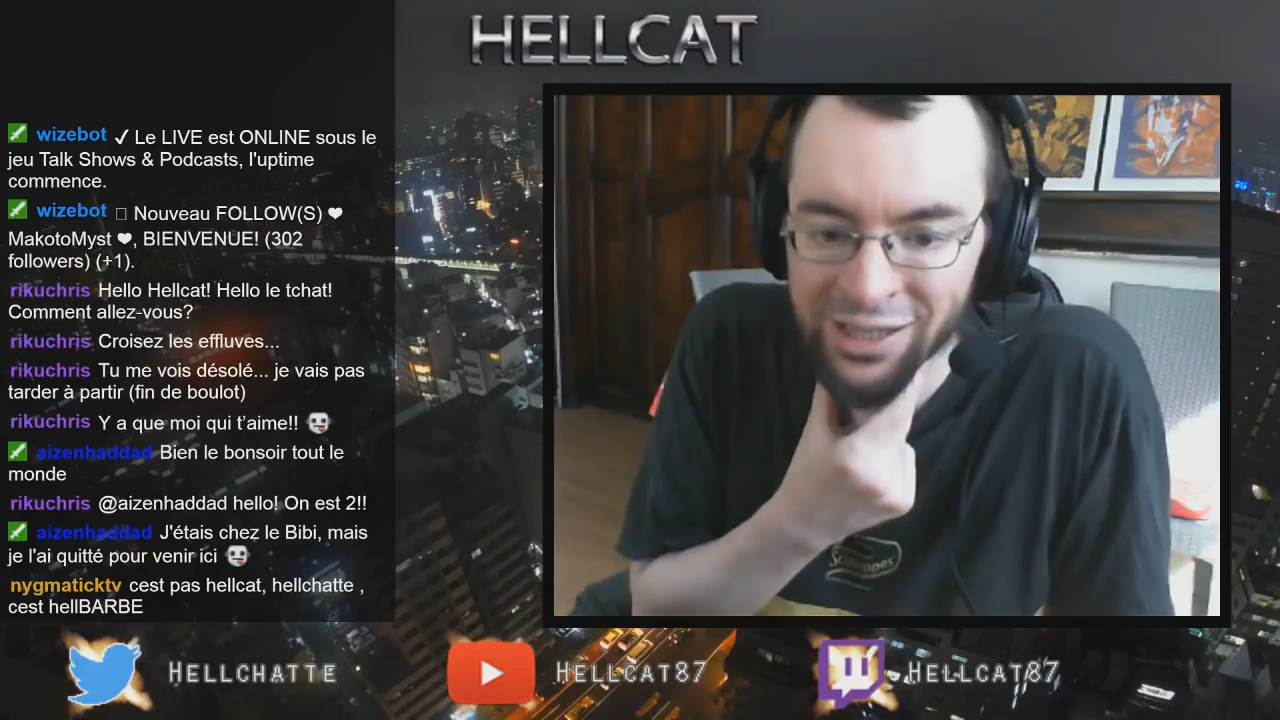 HELLCAT
wizebot ✓ Le LIVE est ONLINE sous le
jeu Talk Shows & Podcasts, l'uptime
commence.
wizebot □ Nouveau FOLLOW(S) ❤
MakotoMyst ❤, BIENVENUE! (302
followers) (+1).
rikuchris Hello Hellcat! Hello le tchat!
Comment allez-vous?
rikuchris Croisez les effluves...
rikuchris Tu me vois désolé... je vais pas
tarder à partir (fin de boulot)
rikuchris Y a que moi qui t'aime!!
aizenhaddad Bien le bonsoir tout le
monde
rikuchris @aizenhaddad hello! On est 2!!
aizenhaddad J'étais chez le Bibi, mais
je l'ai quitté pour venir ici
nygmaticktv cest pas hellcat, hellchatte ,
cest hellBARBE
HELLCHATTE
HELLCAT87
HELLCAT87